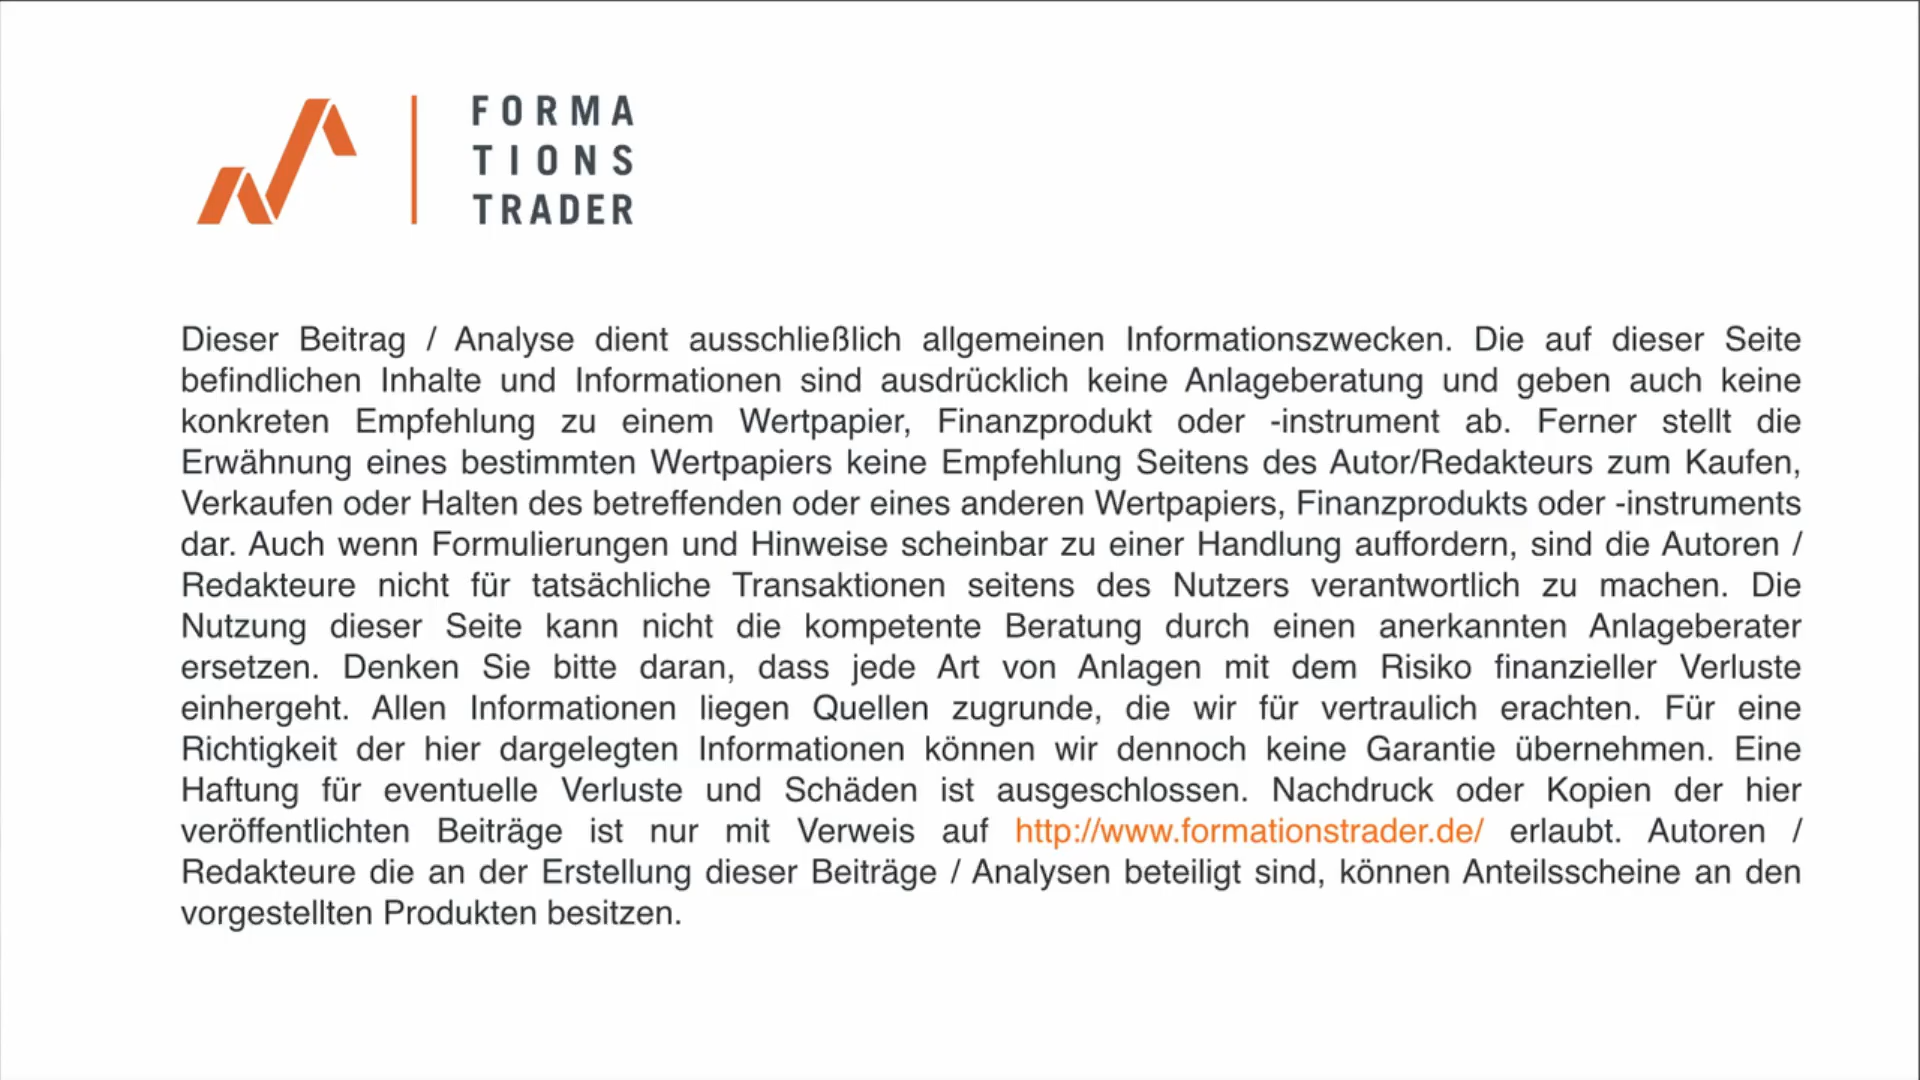 FORMA
TIONS
TRADER
Dieser Beitrag / Analyse dient ausschließlich allgemeinen Informationszwecken. Die auf dieser Seite
befindlichen Inhalte und Informationen sind ausdrücklich keine Anlageberatung und geben auch keine
konkreten Empfehlung zu einem Wertpapier, Finanzprodukt oder -instrument ab. Ferner stellt die
Erwähnung eines bestimmten Wertpapiers keine Empfehlung Seitens des Autor/Redakteurs zum Kaufen,
Verkaufen oder Halten des betreffenden oder eines anderen Wertpapiers, Finanzprodukts oder -instruments
dar. Auch wenn Formulierungen und Hinweise scheinbar zu einer Handlung auffordern, sind die Autoren /
Redakteure nicht für tatsächliche Transaktionen seitens des Nutzers verantwortlich zu machen. Die
Nutzung dieser Seite kann nicht die kompetente Beratung durch einen anerkannten Anlageberater
ersetzen. Denken Sie bitte daran, dass jede Art von Anlagen mit dem Risiko finanzieller Verluste
einhergeht. Allen Informationen liegen Quellen zugrunde, die wir für vertraulich erachten. Für eine
Richtigkeit der hier dargelegten Informationen können wir dennoch keine Garantie übernehmen. Eine
Haftung für eventuelle Verluste und Schäden ist ausgeschlossen. Nachdruck oder Kopien der hier
veröffentlichten Beiträge ist nur mit Verweis auf http://www.formationstrader.de/ erlaubt. Autoren /
Redakteure die an der Erstellung dieser Beiträge / Analysen beteiligt sind, können Anteilsscheine an den
vorgestellten Produkten besitzen.